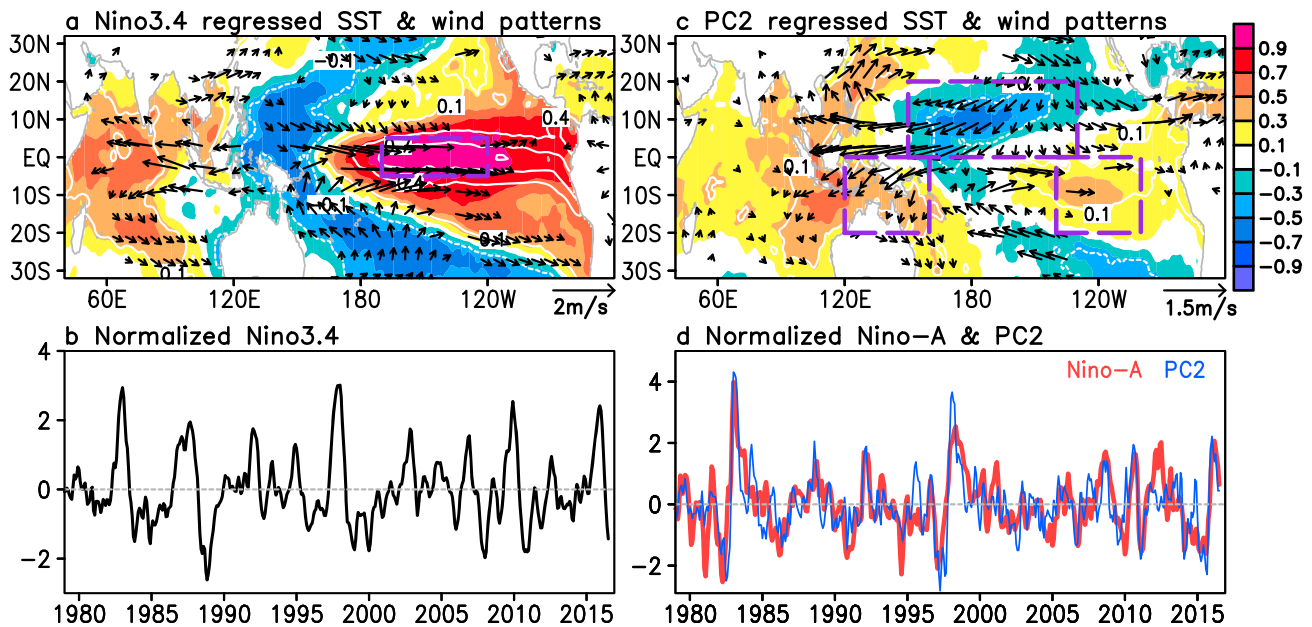 a Nino3.4 regressed SST & wind patterns
30N
20N
10N
EQ
10S
20S
30S
-0.1
0.1
0.4
0.1
0.1
0.1
60E 120E 180 120W
2m/s
c PC2 regressed SST & wind patterns
30N
20N
10N
EQ
10S
20S
30S
0.1
0.1
0.1
0.1
60E 120E 180 120W
1.5m/s
0.9
0.7
0.5
0.3
0.1
-0.1
-0.3
-0.5
-0.7
-0.9
b Normalized Nino3.4
4
2
0
-2
1980 1985 1990 1995 2000 2005 2010 2015
d Normalized Nino-A & PC2
Nino-A PC2
4
2
0
-2
1980 1985 1990 1995 2000 2005 2010 2015